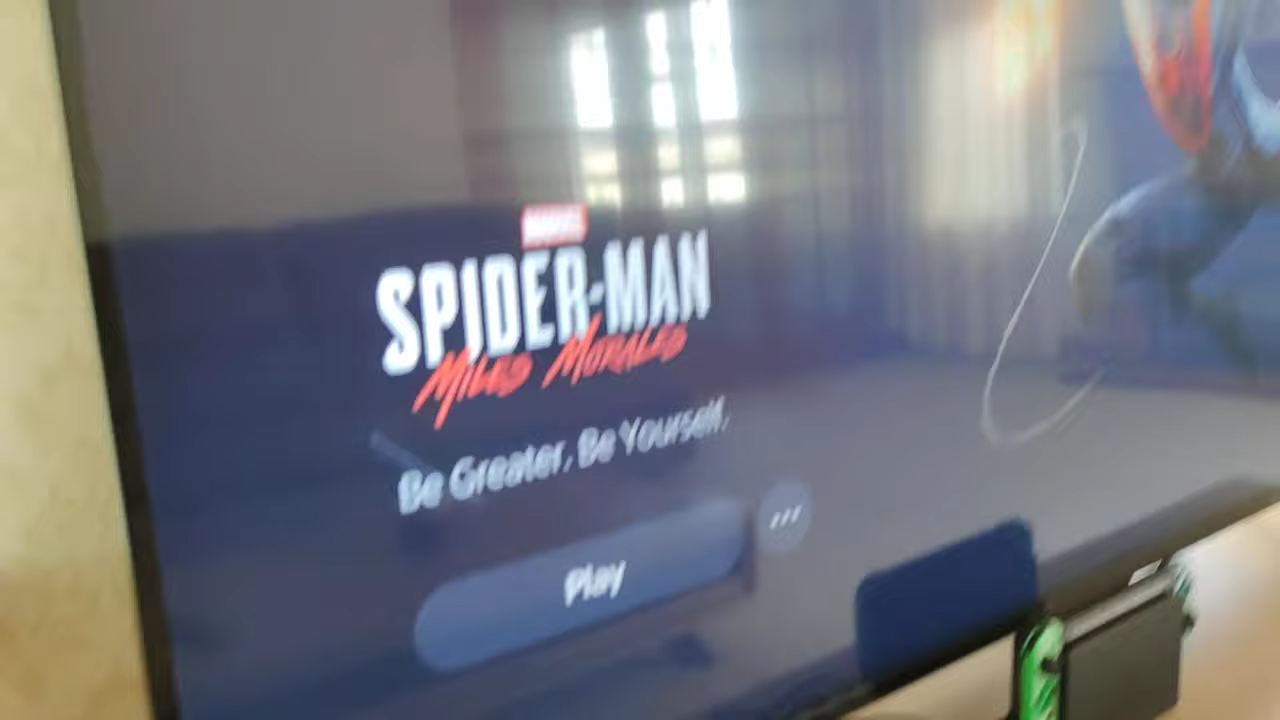 MARVEL
SPIDER-MAN
MILES MORALES
Be Greater. Be Yourself.
Play